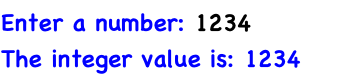 Enter a number: 1234
The integer value is: 1234